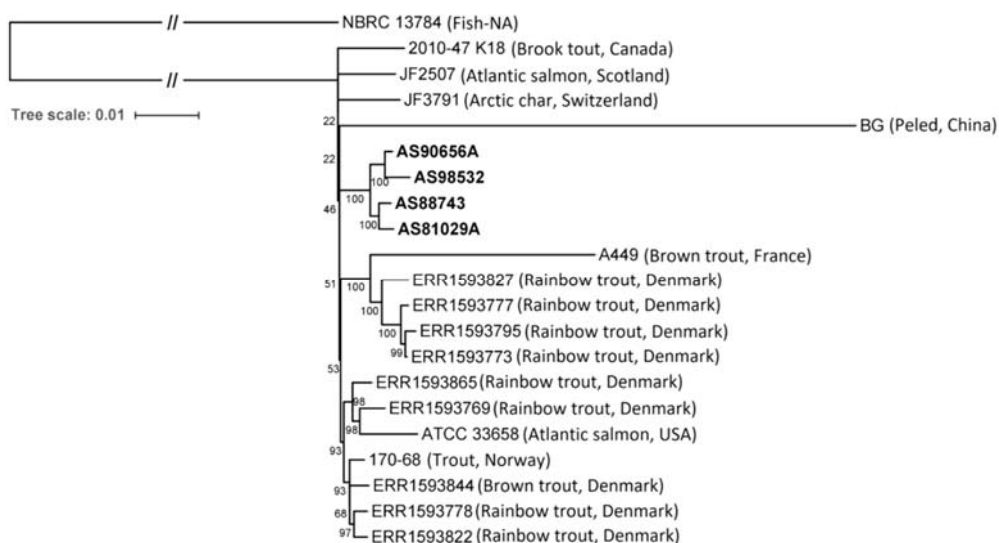 NBRC 13784 (Fish-NA)
//
2010-47 K18 (Brook tout, Canada)
//
JF2507 (Atlantic salmon, Scotland)
JF3791 (Arctic char, Switzerland)
Tree scale: 0.01
22
BG (Peled, China)
22
AS90656A
100
AS98532
100
46
AS88743
100
AS81029A
A449 (Brown trout, France)
51
100
ERR1593827 (Rainbow trout, Denmark)
100
ERR1593777 (Rainbow trout, Denmark)
100
ERR1593795 (Rainbow trout, Denmark)
99
ERR1593773 (Rainbow trout, Denmark)
53
ERR1593865 (Rainbow trout, Denmark)
98
ERR1593769 (Rainbow trout, Denmark)
98
ATCC 33658 (Atlantic salmon, USA)
93
170-68 (Trout, Norway)
93
ERR1593844 (Brown trout, Denmark)
68
ERR1593778 (Rainbow trout, Denmark)
97
ERR1593822 (Rainbow trout, Denmark)